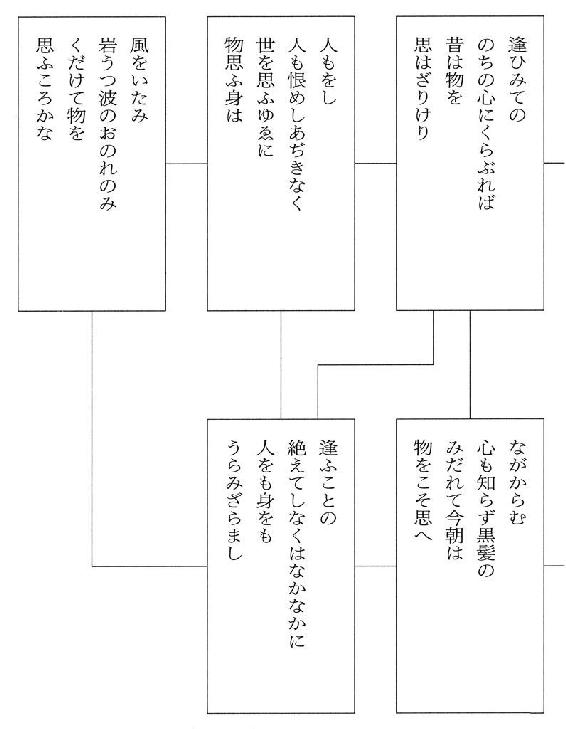 逢ひみての
のちの心にくらぶれば
昔は物を
思はざりけり
人もをし
人も恨めしあぢきなく
世を思ふゆゑに
物思ふ身は
風をいたみ
岩うつ波のおのれのみ
くだけて物を
思ふころかな
ながからむ
心も知らず黒髪の
みだれて今朝は
物をこそ思へ
逢ふことの
絶えてしなくはなかなかに
人をも身をも
うらみざらまし